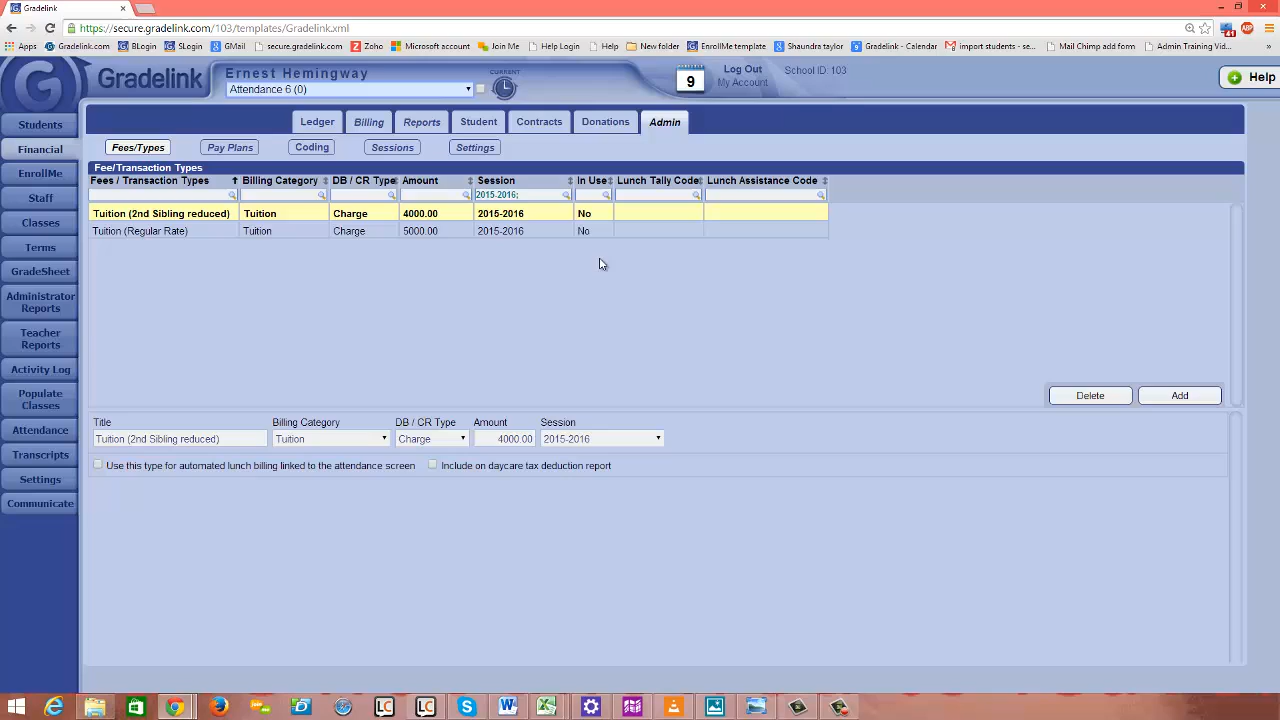 Gradelink
https://secure.gradelink.com/103/templates/Gradelink.xml
Apps Gradelink.com BLogin SLogin GMail secure.gradelink.com Zoho Microsoft account Join Me Help Login Help New folder EnrollMe template Shaundra taylor Gradelink - Calendar import students - se... Mail Chimp add form Admin Training Vid... »
G Gradelink
Ernest Hemingway
Attendance 6 (0)
CURRENT
9
Log Out
My Account
School ID: 103
Help
Students
Financial
EnrollMe
Staff
Classes
Terms
GradeSheet
Administrator
Reports
Teacher
Reports
Activity Log
Populate
Classes
Attendance
Transcripts
Settings
Communicate
Ledger Billing Reports Student Contracts Donations Admin
Fees/Types Pay Plans Coding Sessions Settings
Fee/Transaction Types
Fees / Transaction Types Billing Category DB / CR Type Amount Session In Use Lunch Tally Code Lunch Assistance Code
2015-2016;
Tuition (2nd Sibling reduced) Tuition Charge 4000.00 2015-2016 No
Tuition (Regular Rate) Tuition Charge 5000.00 2015-2016 No
Delete Add
Title Billing Category DB / CR Type Amount Session
Tuition (2nd Sibling reduced) Tuition Charge 4000.00 2015-2016
Use this type for automated lunch billing linked to the attendance screen Include on daycare tax deduction report